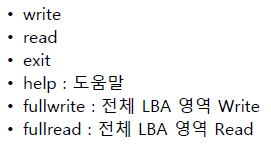 • write
• read
• exit
• help : 도움말
• fullwrite : 전체 LBA 영역 Write
• fullread : 전체 LBA 영역 Read